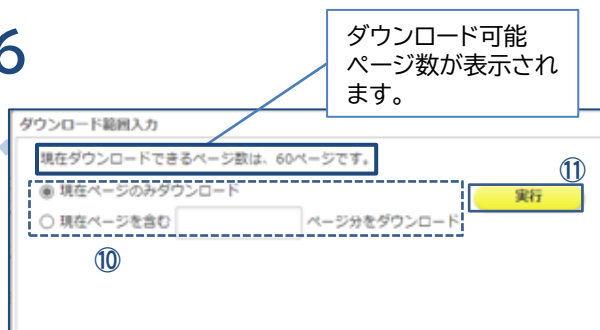 6
ダウンロード可能
ページ数が表示され
ます。
ダウンロード範囲入力
現在ダウンロードできるページ数は、60ページです。
現在ページのみダウンロード
⑪
実行
現在ページを含む ページ分をダウンロード
⑩